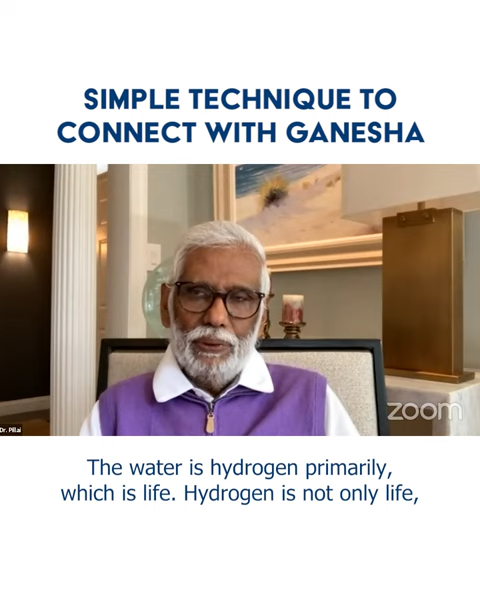 SIMPLE TECHNIQUE TO
CONNECT WITH GANESHA
zoom
Dr. Pillai
The water is hydrogen primarily,
which is life. Hydrogen is not only life,